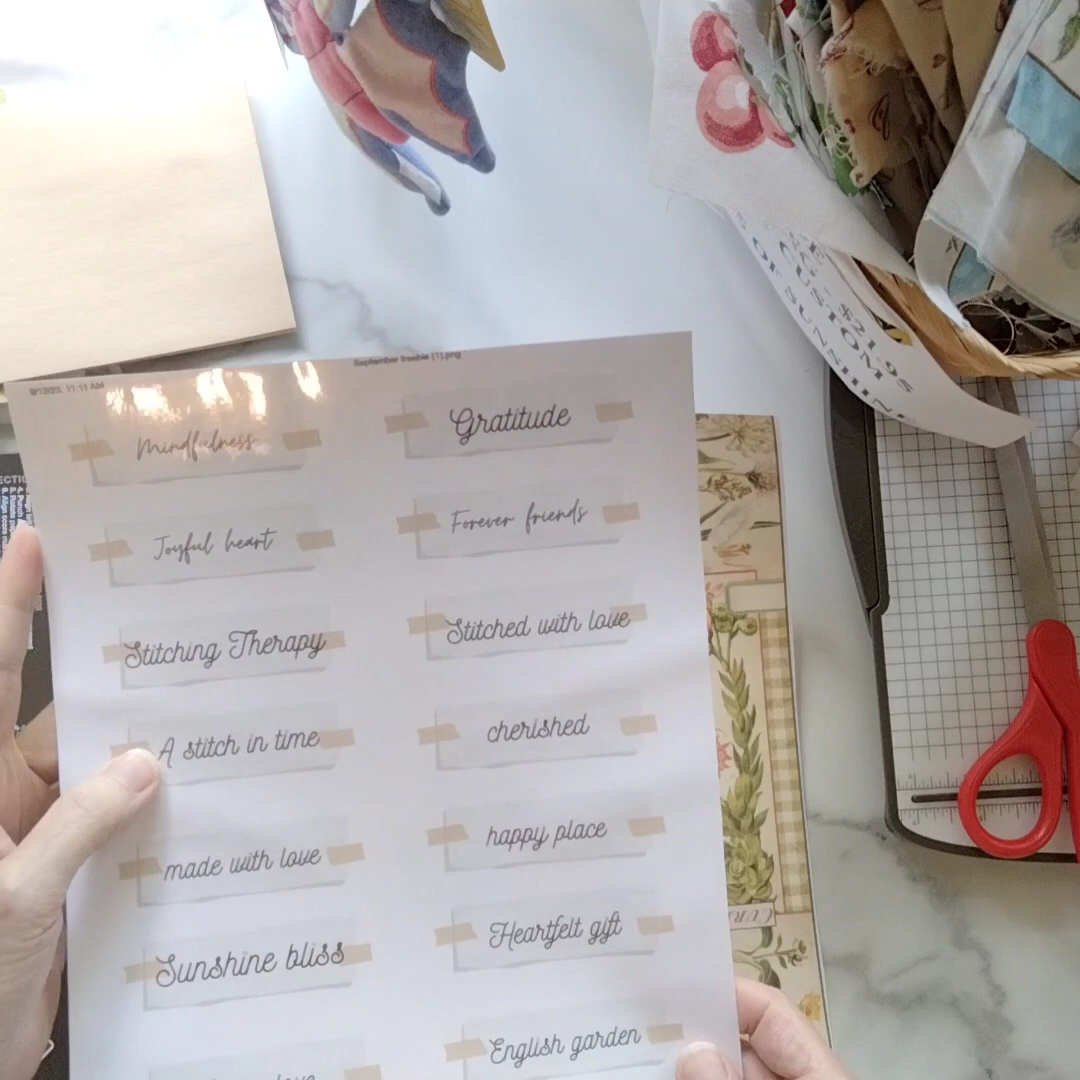 9/12/23, 11:11 AM
September freebie (1).png
Mindfulness
Gratitude
Joyful heart
Forever friends
Stitching Therapy
Stitched with love
A stitch in time
cherished
made with love
happy place
Sunshine bliss
Heartfelt gift
English garden
love